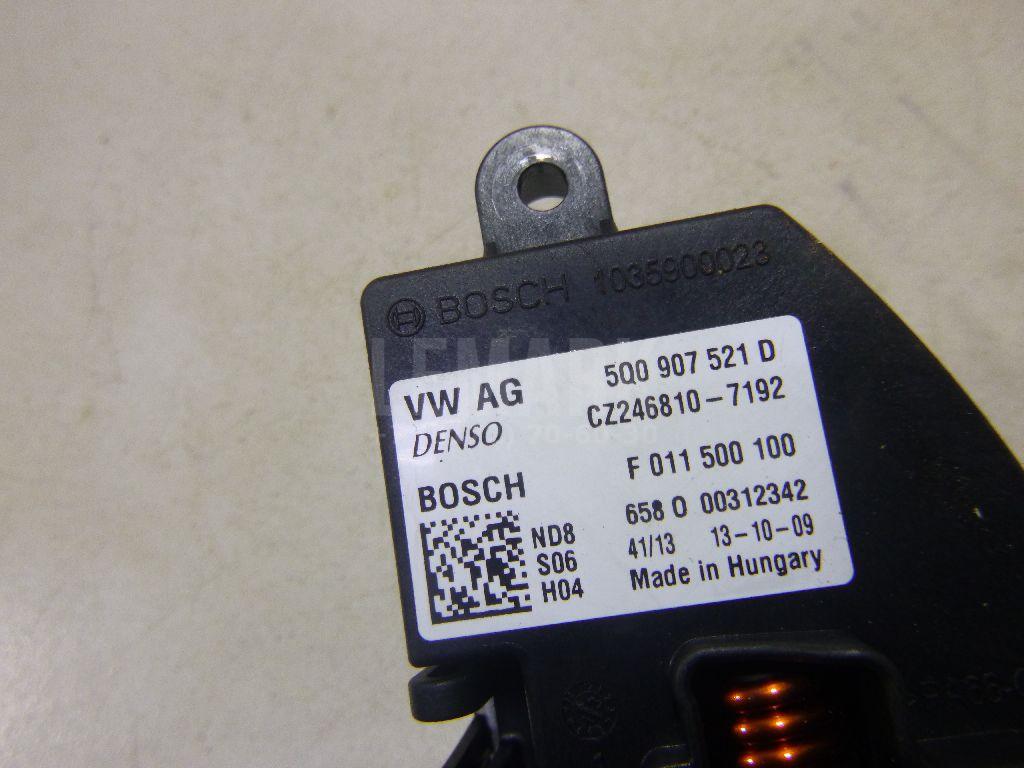 BOSCH 1035900023
VW AG 5Q0 907 521 D
DENSO CZ246810-7192
BOSCH F 011 500 100
658 0 00312342
ND8 41/13 13-10-09
S06 Made in Hungary
H04